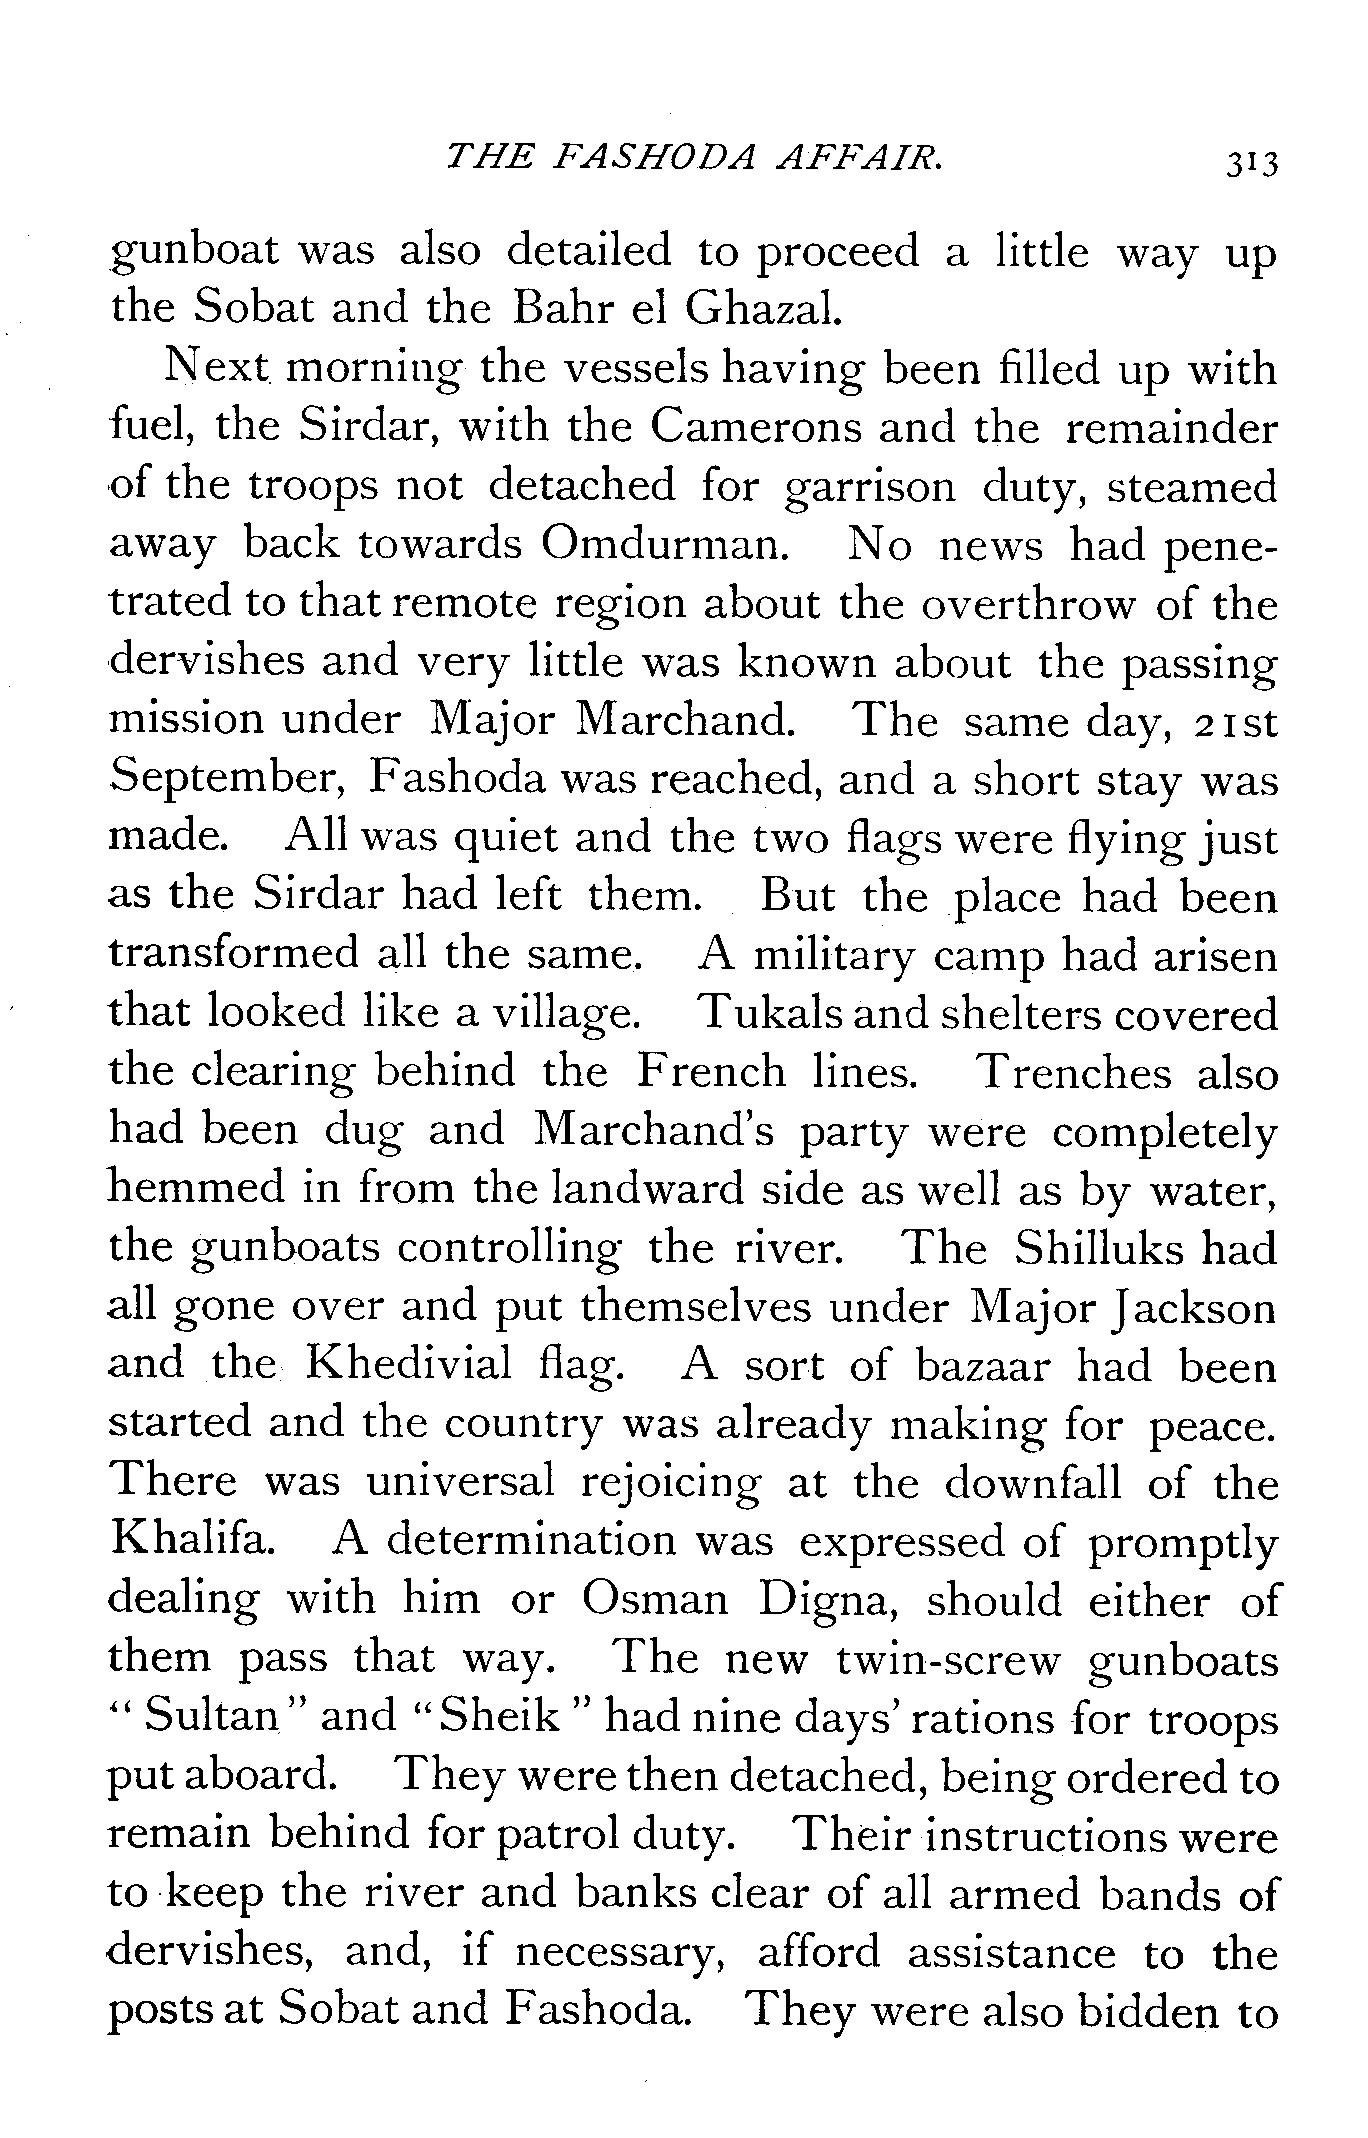 THE FASHODA AFFAIR. 313
gunboat was also detailed to proceed a little way up
the Sobat and the Bahr el Ghazal.
Next morning the vessels having been filled up with
fuel, the Sirdar, with the Camerons and the remainder
of the troops not detached for garrison duty, steamed
away back towards Omdurman. No news had pene-
trated to that remote region about the overthrow of the
dervishes and very little was known about the passing
mission under Major Marchand. The same day, 21st
September, Fashoda was reached, and a short stay was
made. All was quiet and the two flags were flying just
as the Sirdar had left them. But the place had been
transformed all the same. A military camp had arisen
that looked like a village. Tukals and shelters covered
the clearing behind the French lines. Trenches also
had been dug and Marchand's party were completely
hemmed in from the landward side as well as by water,
the gunboats controlling the river. The Shilluks had
all gone over and put themselves under Major Jackson
and the Khedivial flag. A sort of bazaar had been
started and the country was already making for peace.
There was universal rejoicing at the downfall of the
Khalifa. A determination was expressed of promptly
dealing with him or Osman Digna, should either of
them pass that way. The new twin-screw gunboats
“ Sultan ” and “ Sheik ” had nine days' rations for troops
put aboard. They were then detached, being ordered to
remain behind for patrol duty. Their instructions were
to keep the river and banks clear of all armed bands of
dervishes, and, if necessary, afford assistance to the
posts at Sobat and Fashoda. They were also bidden to